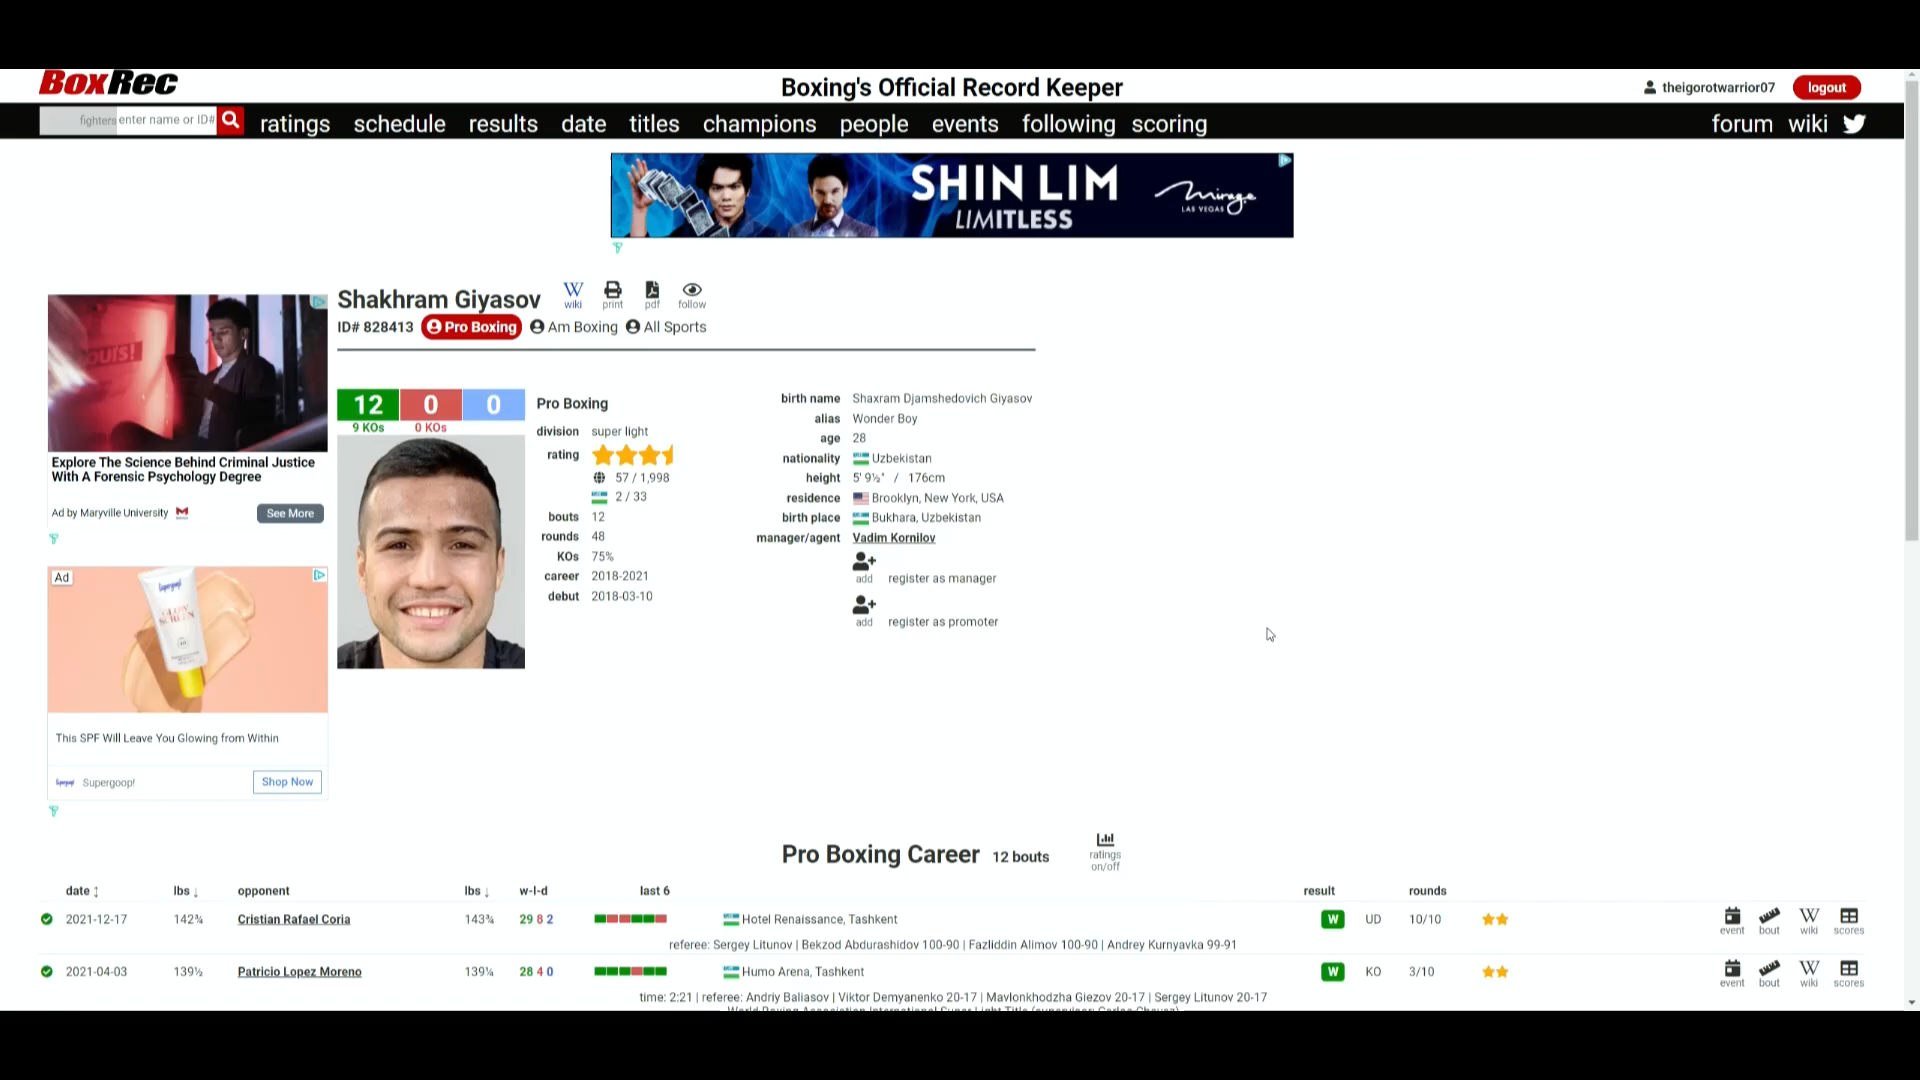 BoxRec
Boxing's Official Record Keeper
theigorotwarrior07 logout
fighters enter name or ID# ratings schedule results date titles champions people events following scoring forum wiki
SHIN LIM
LIMITLESS
Mirage
LAS VEGAS
Shakhram Giyasov
wiki print pdf follow
ID# 828413 Pro Boxing Am Boxing All Sports
Explore The Science Behind Criminal Justice
With A Forensic Psychology Degree
Ad by Maryville University See More
Ad
GLOW
SCREEN
This SPF Will Leave You Glowing from Within
Supergoop! Shop Now
12 0 0
9 KOs 0 KOs
Pro Boxing
division super light
rating
57 / 1,998
2 / 33
bouts 12
rounds 48
KOs 75%
career 2018-2021
debut 2018-03-10
birth name Shaxram Djamshedovich Giyasov
alias Wonder Boy
age 28
nationality Uzbekistan
height 5' 9½" / 176cm
residence Brooklyn, New York, USA
birth place Bukhara, Uzbekistan
manager/agent Vadim Kornilov
add register as manager
add register as promoter
Pro Boxing Career 12 bouts ratings on/off
date lbs opponent lbs w-l-d last 6 result rounds
2021-12-17 142¾ Cristian Rafael Coria 143¾ 29 8 2 Hotel Renaissance, Tashkent W UD 10/10 event bout wiki scores
referee: Sergey Litunov | Bekzod Abdurashidov 100-90 | Fazliddin Alimov 100-90 | Andrey Kurnyavka 99-91
2021-04-03 139½ Patricio Lopez Moreno 139¼ 28 4 0 Humo Arena, Tashkent W KO 3/10 event bout wiki scores
time: 2:21 | referee: Andriy Baliasov | Viktor Demyanenko 20-17 | Mavlonkhodzha Giezov 20-17 | Sergey Litunov 20-17
World Boxing Association International Super Light Title (supervisor: Carlos Chavez)